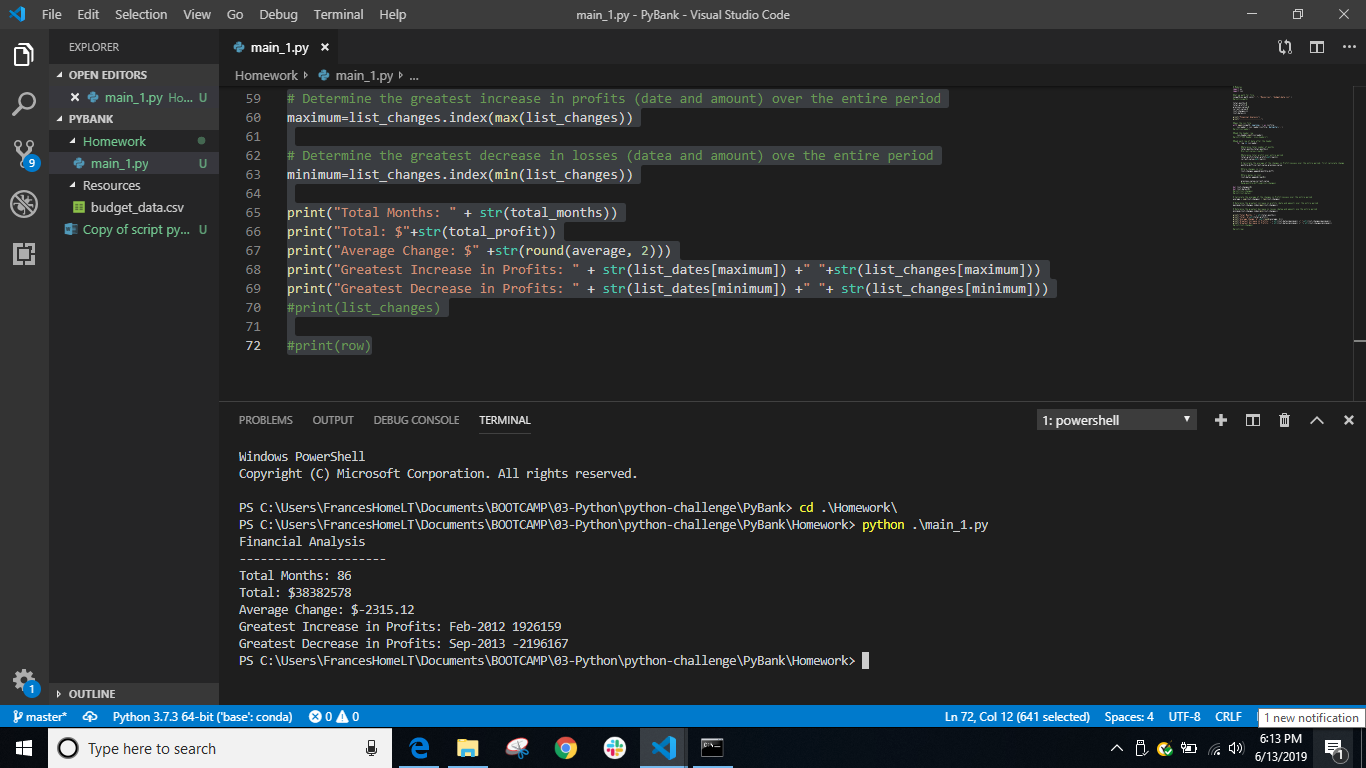 File Edit Selection View Go Debug Terminal Help main_1.py - PyBank - Visual Studio Code
EXPLORER
OPEN EDITORS
main_1.py Ho... U
PYBANK
Homework
main_1.py U
Resources
budget_data.csv
Copy of script py... U
OUTLINE
9
1
main_1.py
Homework main_1.py ...
59 # Determine the greatest increase in profits (date and amount) over the entire period
60 maximum=list_changes.index(max(list_changes))
61
62 # Determine the greatest decrease in losses (datea and amount) ove the entire period
63 minimum=list_changes.index(min(list_changes))
64
65 print("Total Months: " + str(total_months))
66 print("Total: $"+str(total_profit))
67 print("Average Change: $" +str(round(average, 2)))
68 print("Greatest Increase in Profits: " + str(list_dates[maximum]) +" "+str(list_changes[maximum]))
69 print("Greatest Decrease in Profits: " + str(list_dates[minimum]) +" "+ str(list_changes[minimum]))
70 #print(list_changes)
71
72 #print(row)
PROBLEMS OUTPUT DEBUG CONSOLE TERMINAL 1: powershell
Windows PowerShell
Copyright (C) Microsoft Corporation. All rights reserved.
PS C:\Users\FrancesHomeLT\Documents\BOOTCAMP\03-Python\python-challenge\PyBank> cd .\Homework\
PS C:\Users\FrancesHomeLT\Documents\BOOTCAMP\03-Python\python-challenge\PyBank\Homework> python .\main_1.py
Financial Analysis
---------------------
Total Months: 86
Total: $38382578
Average Change: $-2315.12
Greatest Increase in Profits: Feb-2012 1926159
Greatest Decrease in Profits: Sep-2013 -2196167
PS C:\Users\FrancesHomeLT\Documents\BOOTCAMP\03-Python\python-challenge\PyBank\Homework>
master* Python 3.7.3 64-bit ('base': conda) 0 0 Ln 72, Col 12 (641 selected) Spaces: 4 UTF-8 CRLF 1 new notification
Type here to search
6:13 PM
6/13/2019
1